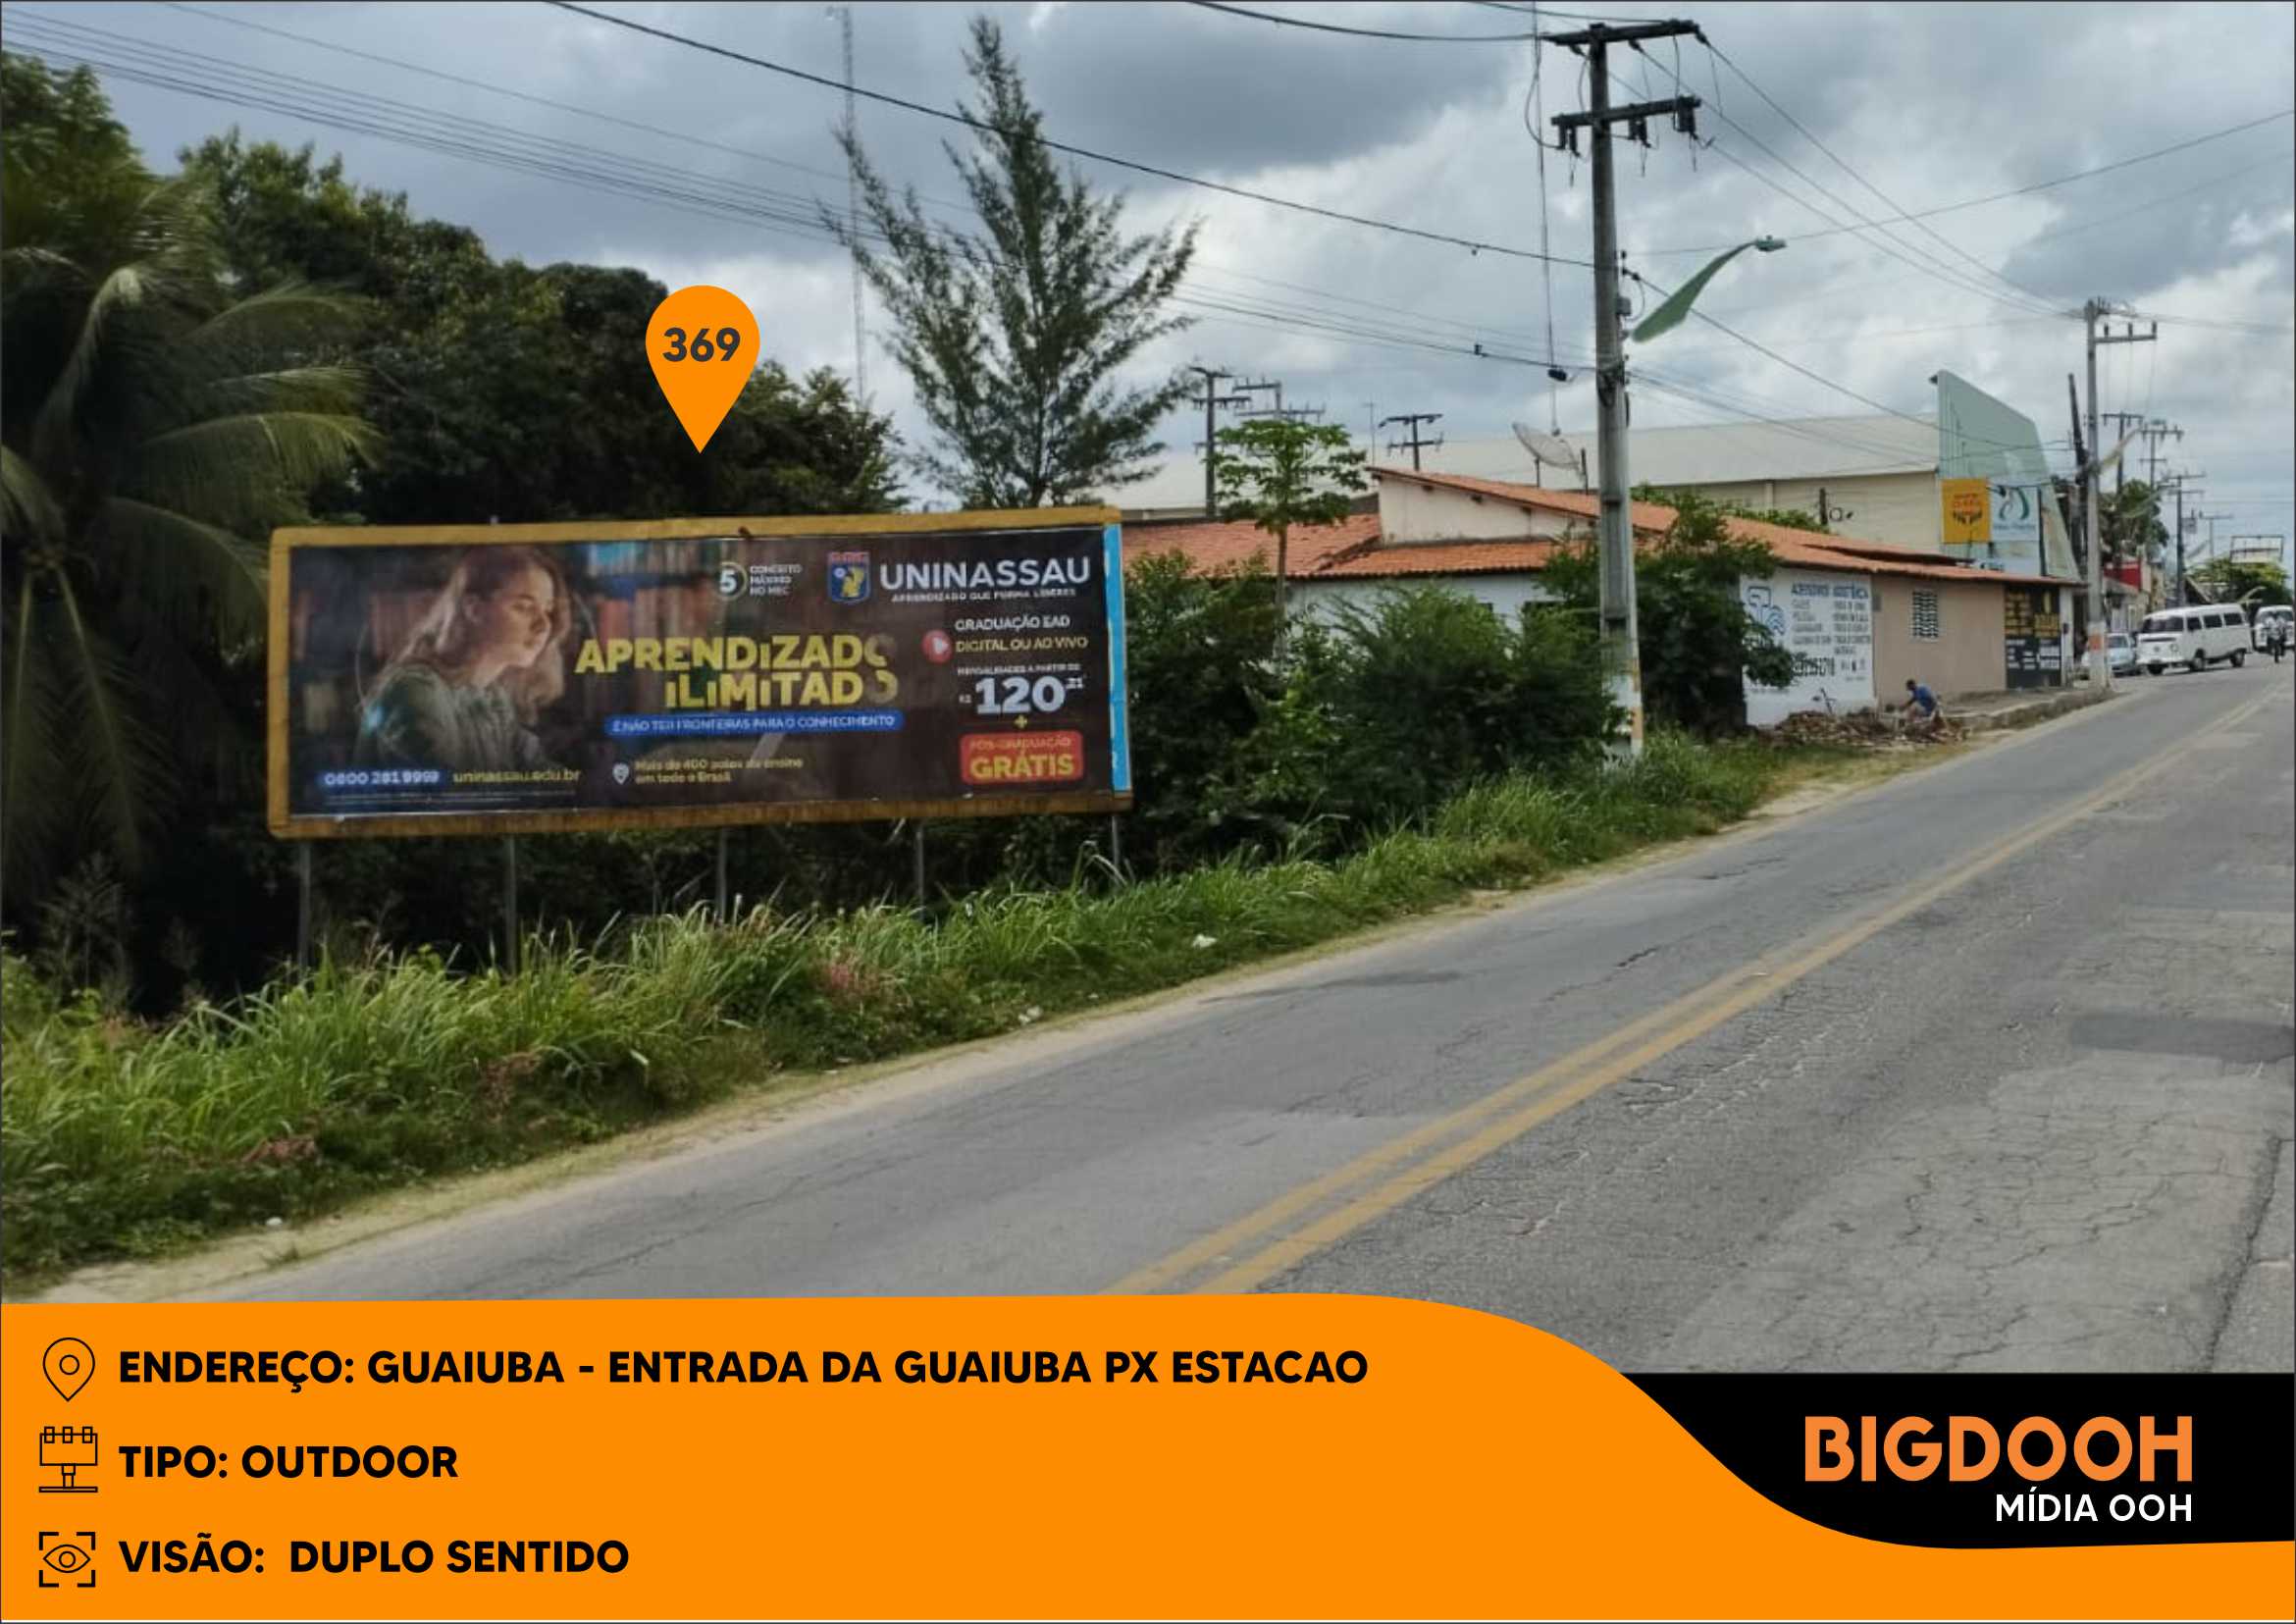 369
5
CONCEITO
MÁXIMO
NO MEC
UNINASSAU
APRENDIZADO QUE FORMA LÍDERES
APRENDIZADO
ILIMITADO
É NÃO TER FRONTEIRAS PARA O CONHECIMENTO
GRADUAÇÃO EAD
DIGITAL OU AO VIVO
MENSALIDADES A PARTIR DE
R$ 120,21
+
PÓS-GRADUAÇÃO
GRÁTIS
0800 281 9999 uninassau.edu.br
Mais de 400 polos de ensino
em todo o Brasil
ENDEREÇO: GUAIUBA - ENTRADA DA GUAIUBA PX ESTACAO
TIPO: OUTDOOR
VISÃO: DUPLO SENTIDO
BIGDOOH
MÍDIA OOH